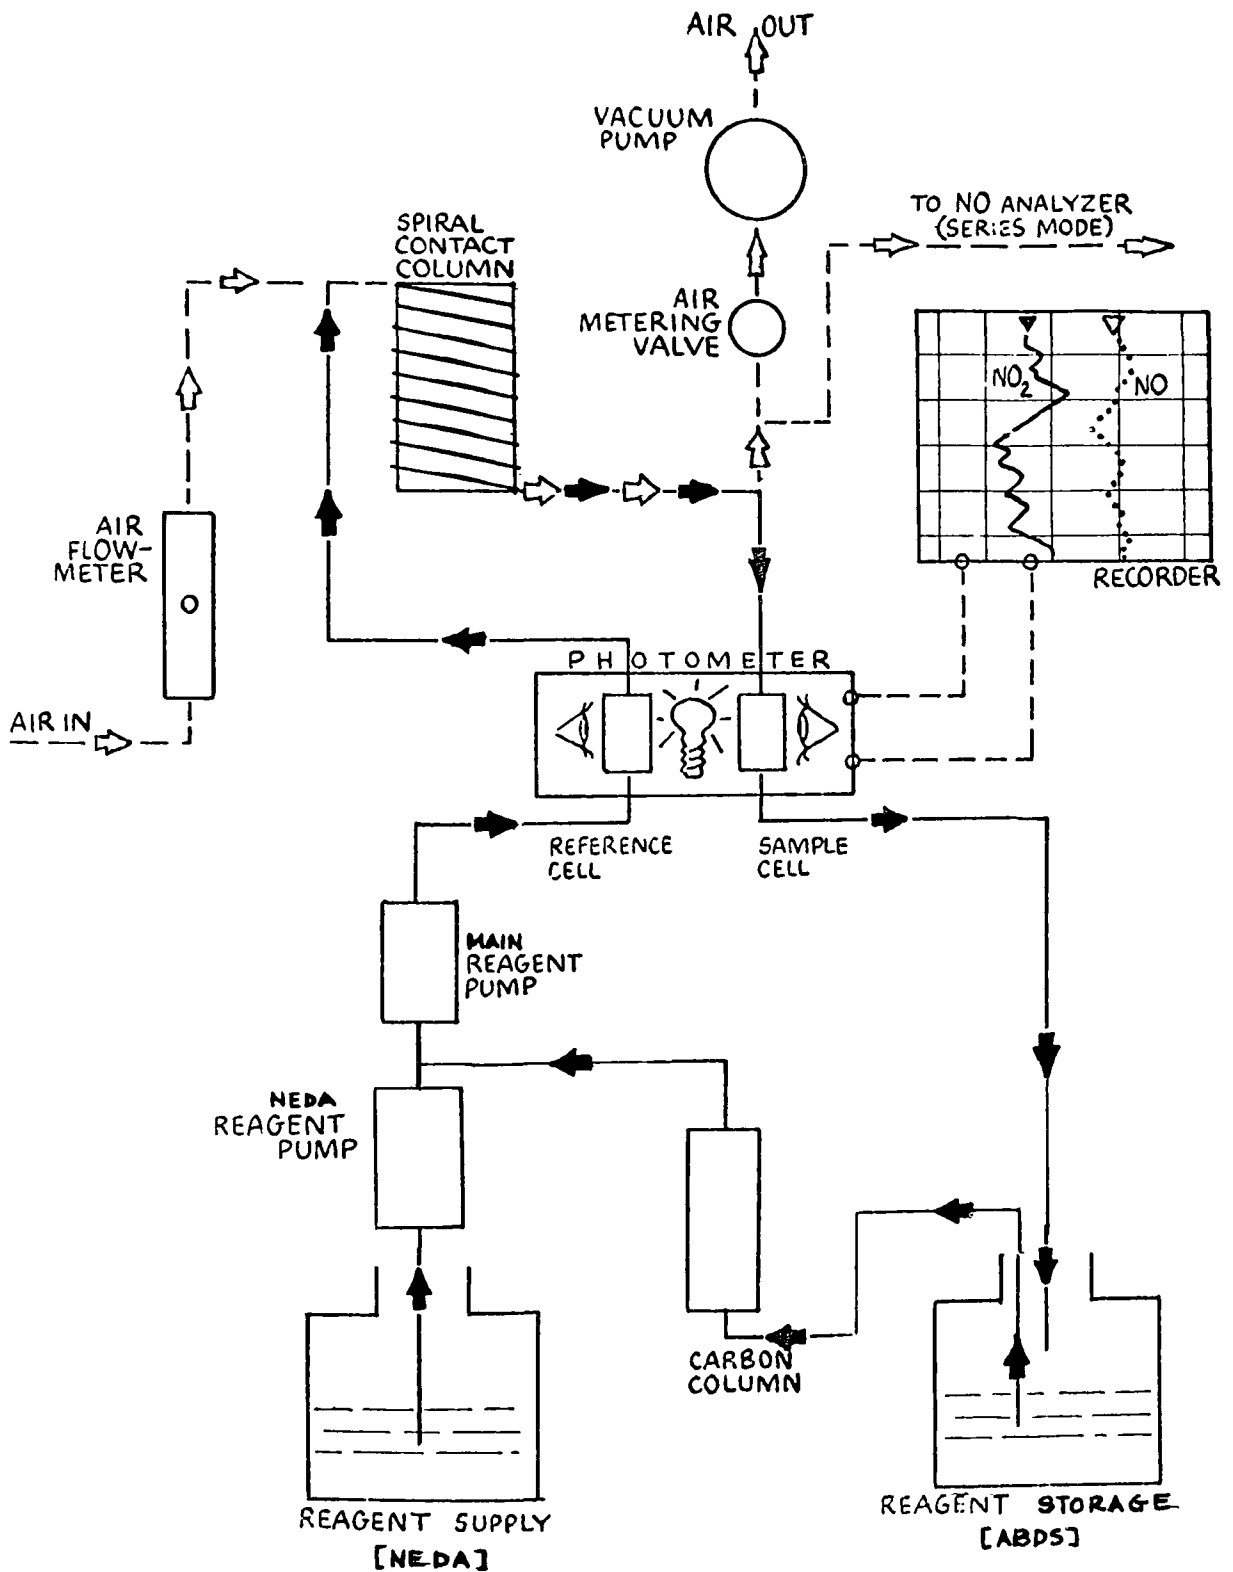 AIR OUT
VACUUM
PUMP
TO NO ANALYZER
(SERIES MODE)
SPIRAL
CONTACT
COLUMN
AIR
METERING
VALVE
NO2
NO
RECORDER
AIR
FLOW-
METER
AIR IN
PHOTOMETER
REFERENCE
CELL
SAMPLE
CELL
MAIN
REAGENT
PUMP
NEDA
REAGENT
PUMP
CARBON
COLUMN
REAGENT SUPPLY
[NEDA]
REAGENT STORAGE
[ABDS]